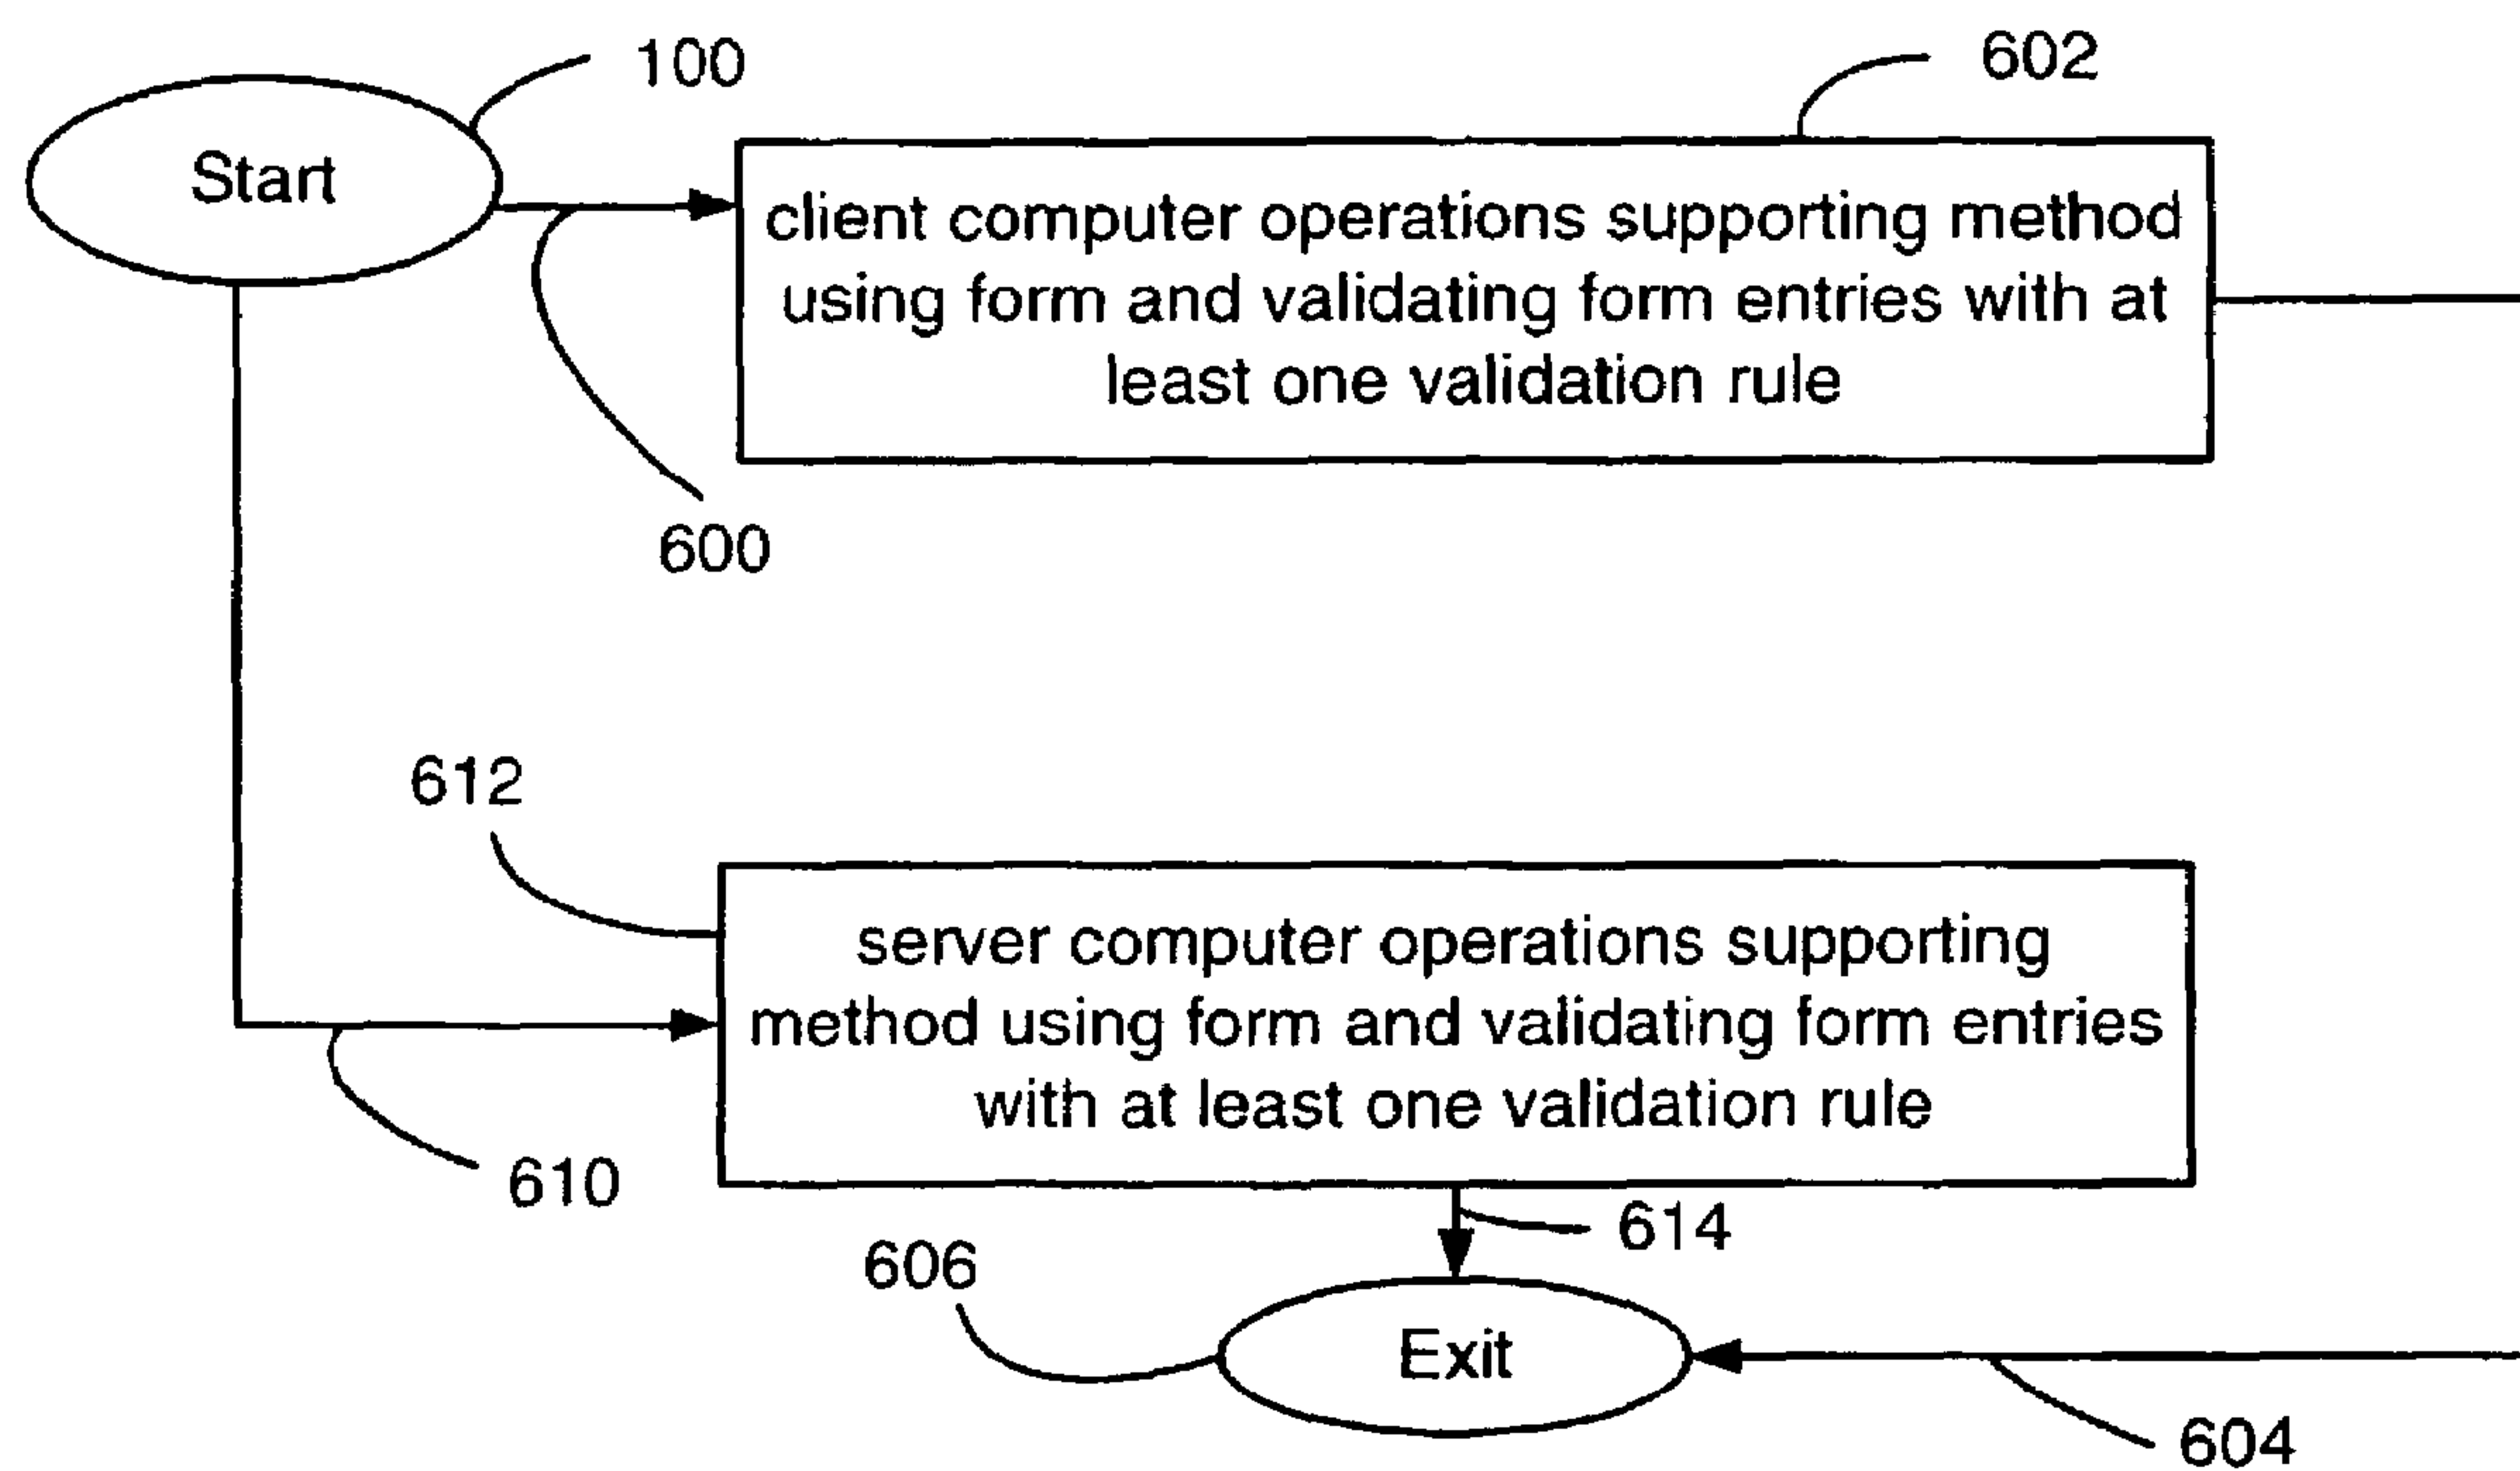 100
602
Start
client computer operations supporting method
using form and validating form entries with at
least one validation rule
600
612
server computer operations supporting
method using form and validating form entries
with at least one validation rule
610
614
606
Exit
604